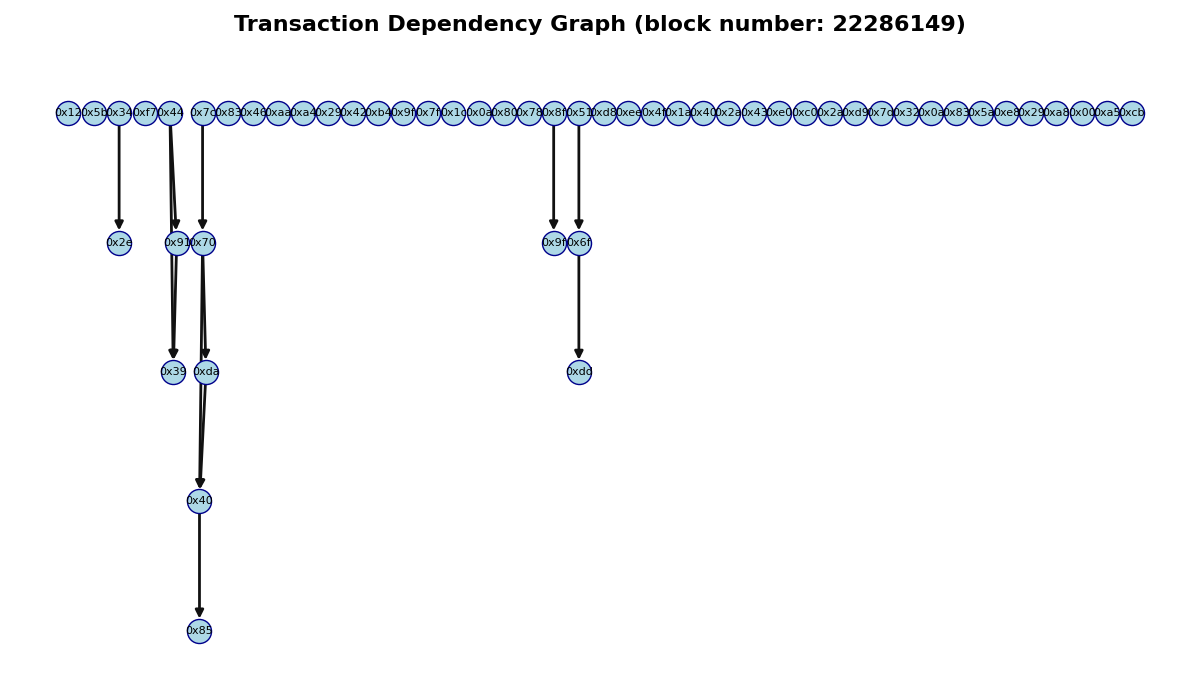 Transaction Dependency Graph (block number: 22286149)
0x12 0x5b 0x34 0xf7 0x44 0x7c 0x83 0x46 0xaa 0xa4 0x29 0x42 0xb4 0x9f 0x7f 0x1c 0x0a 0x80 0x78 0x8f 0x51 0xd8 0xee 0x4f 0x1a 0x40 0x2a 0x43 0xe0 0xc0 0x2a 0xd9 0x7d 0x32 0x0a 0x83 0x5a 0xe8 0x29 0xa8 0x00 0xa5 0xcb
0x2e 0x91 0x70 0x9f 0x6f
0x39 0xda 0xdd
0x40
0x85